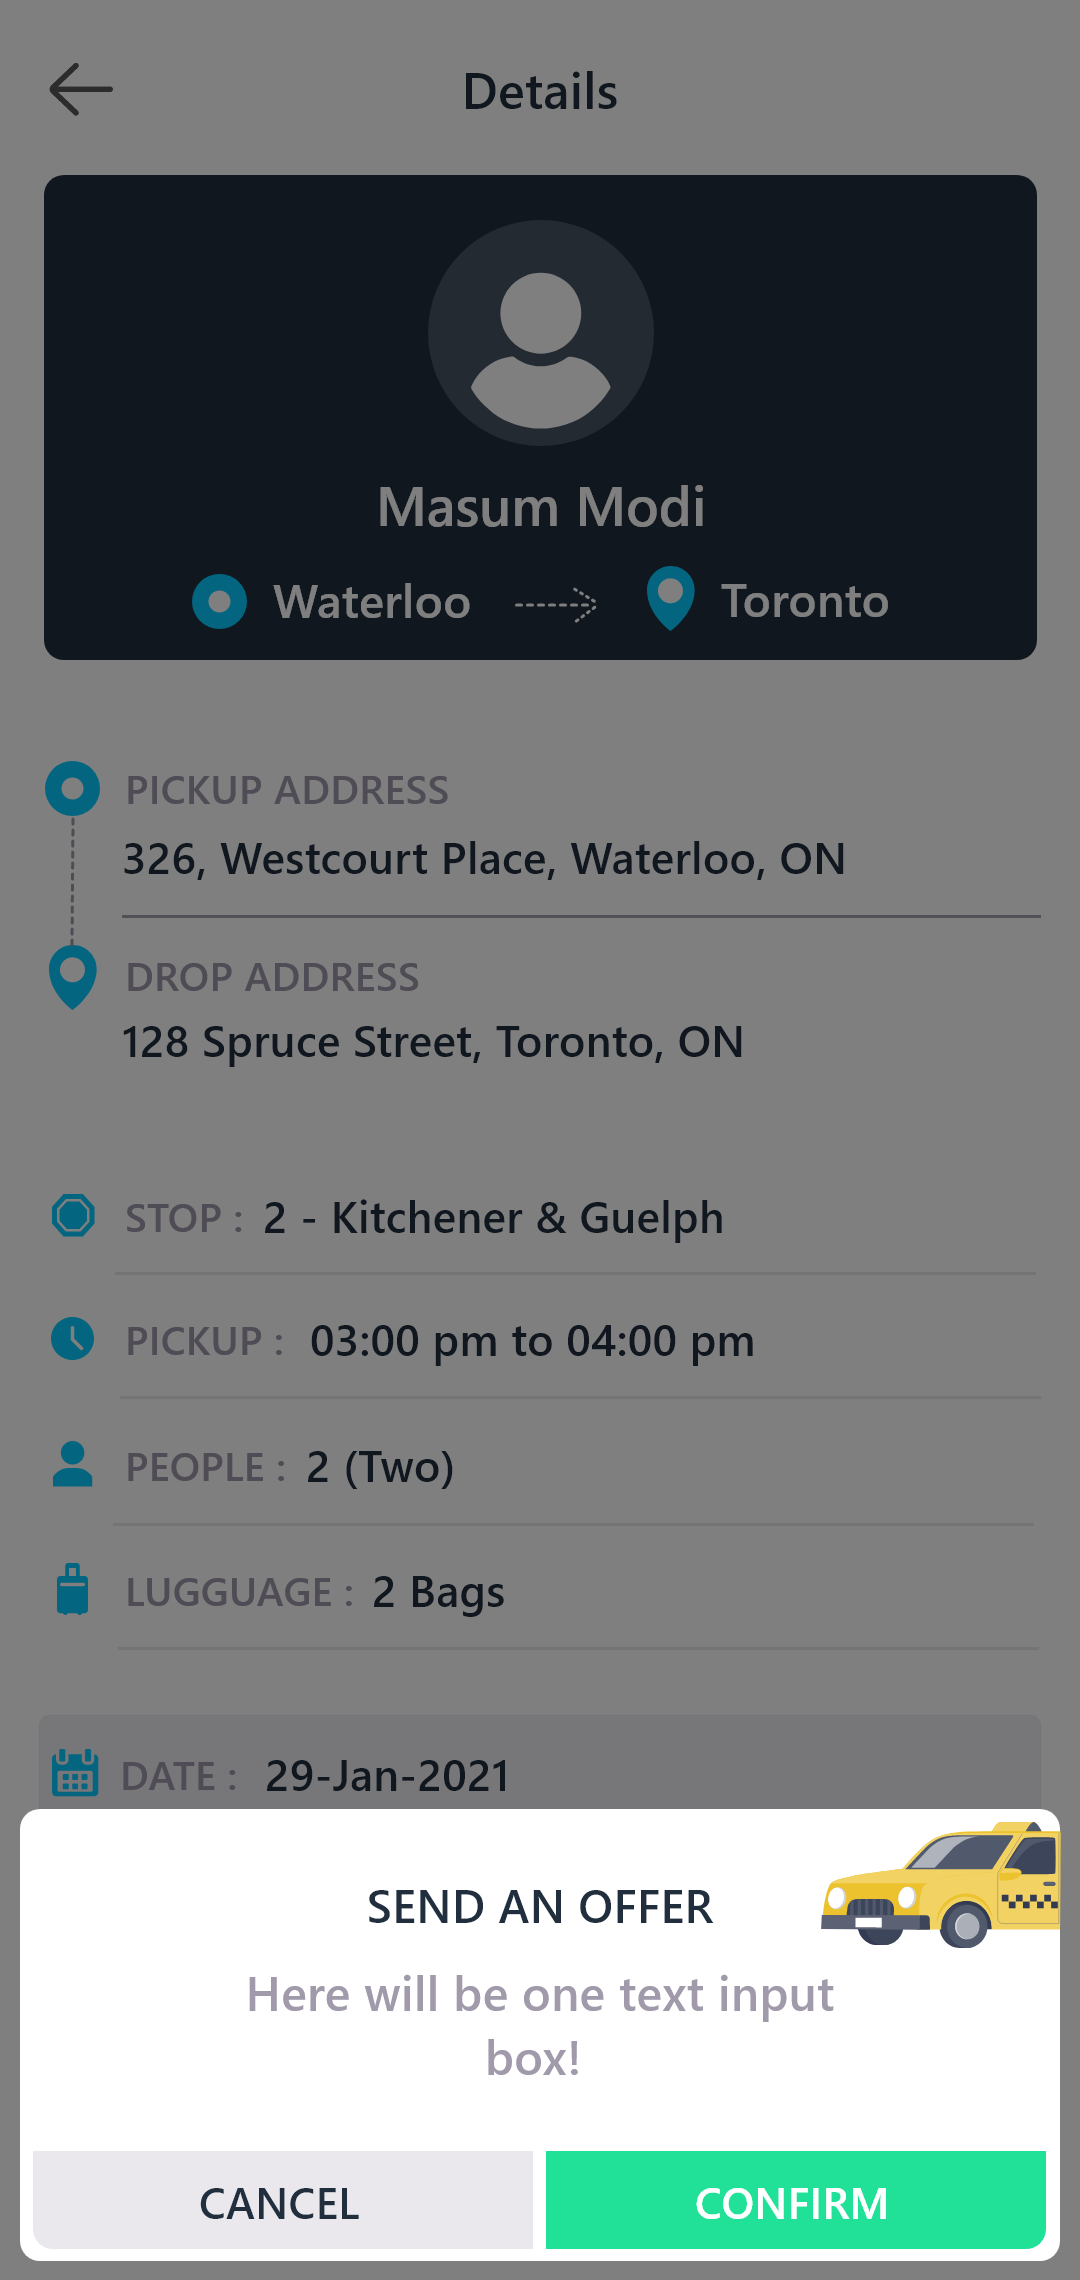 Details
Masum Modi
Waterloo Toronto
PICKUP ADDRESS
326, Westcourt Place, Waterloo, ON
DROP ADDRESS
128 Spruce Street, Toronto, ON
STOP : 2 - Kitchener & Guelph
PICKUP : 03:00 pm to 04:00 pm
PEOPLE : 2 (Two)
LUGGUAGE : 2 Bags
DATE : 29-Jan-2021
SEND AN OFFER
Here will be one text input
box!
CANCEL CONFIRM